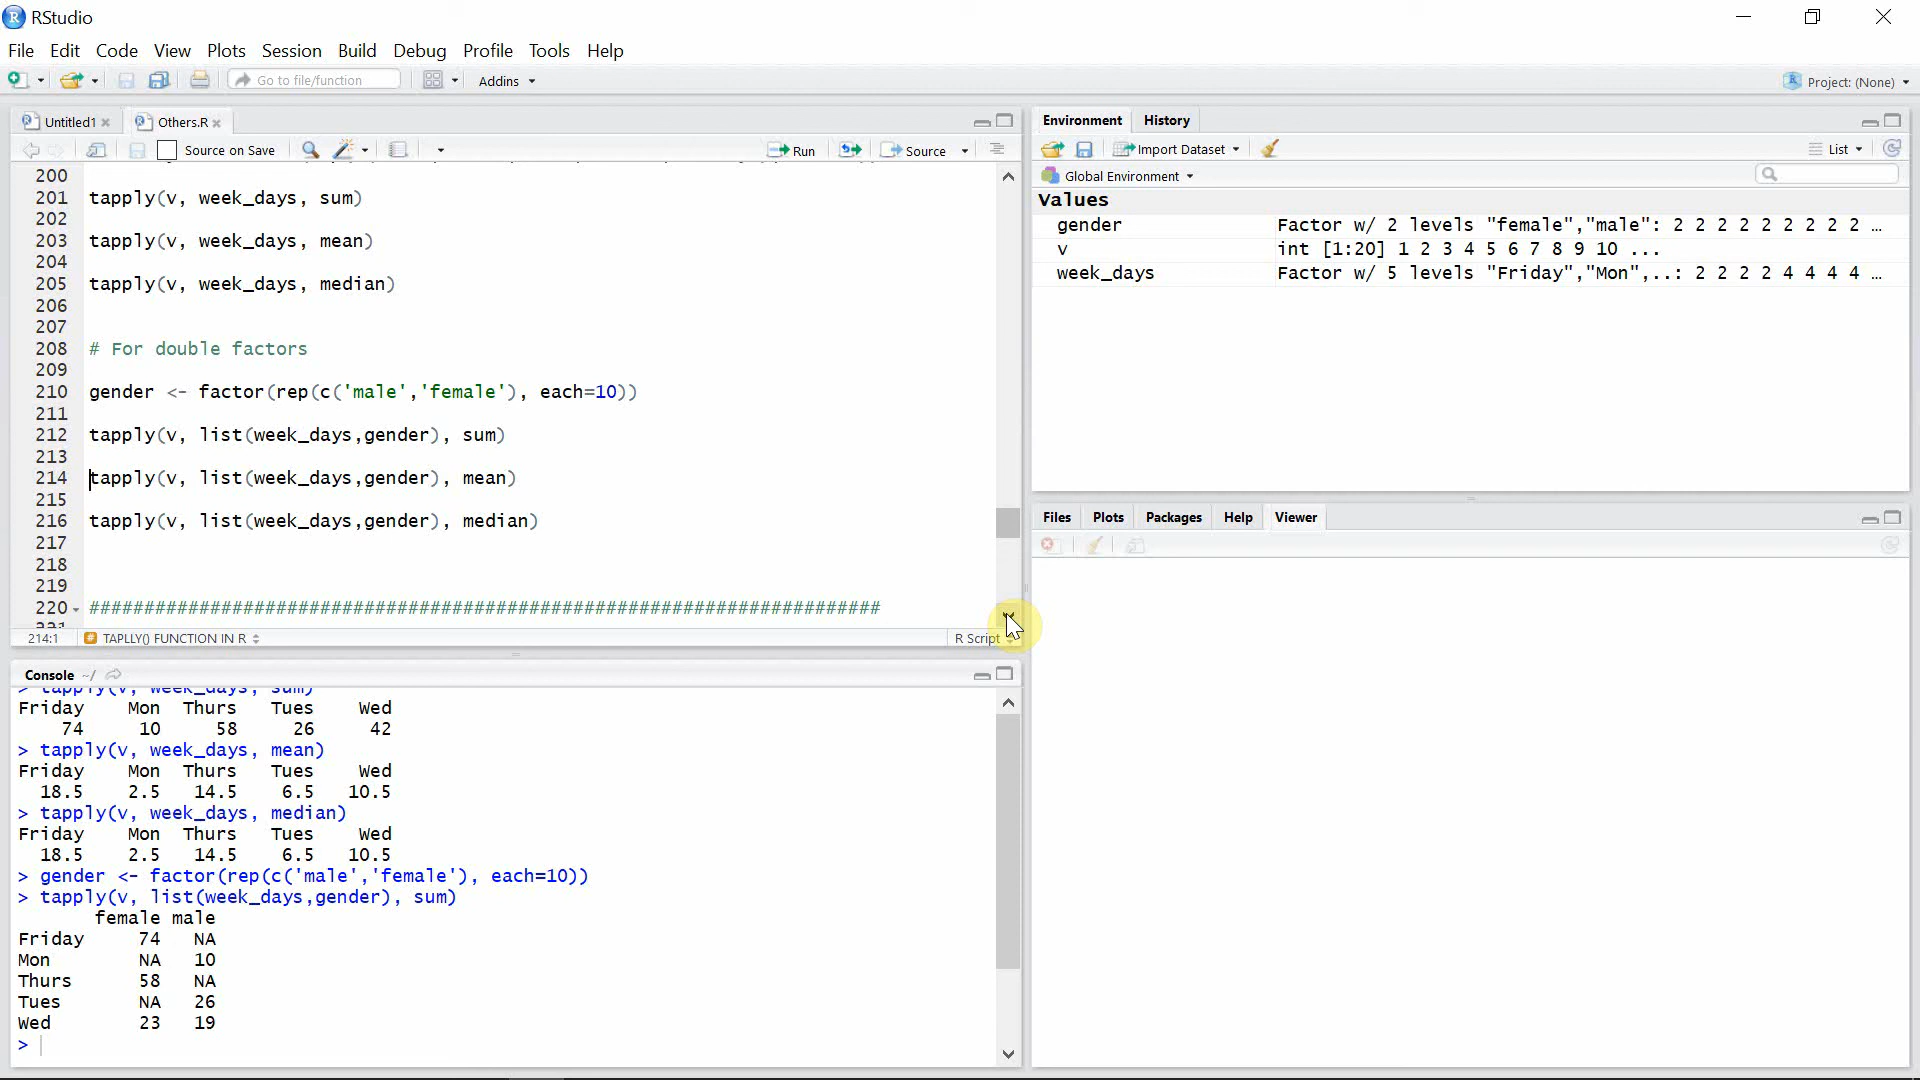 RStudio
File Edit Code View Plots Session Build Debug Profile Tools Help
Go to file/function Addins Project: (None)
Untitled1 Others.R
Source on Save Run Source
200
201 tapply(v, week_days, sum)
202
203 tapply(v, week_days, mean)
204
205 tapply(v, week_days, median)
206
207
208 # For double factors
209
210 gender <- factor(rep(c('male','female'), each=10))
211
212 tapply(v, list(week_days,gender), sum)
213
214 tapply(v, list(week_days,gender), mean)
215
216 tapply(v, list(week_days,gender), median)
217
218
219
220 ########################################################################
221
214:1 TAPLLY() FUNCTION IN R R Script
Console ~/
> tapply(v, week_days, sum)
Friday Mon Thurs Tues Wed
74 10 58 26 42
> tapply(v, week_days, mean)
Friday Mon Thurs Tues Wed
18.5 2.5 14.5 6.5 10.5
> tapply(v, week_days, median)
Friday Mon Thurs Tues Wed
18.5 2.5 14.5 6.5 10.5
> gender <- factor(rep(c('male','female'), each=10))
> tapply(v, list(week_days,gender), sum)
female male
Friday 74 NA
Mon NA 10
Thurs 58 NA
Tues NA 26
Wed 23 19
>
Environment History
Import Dataset List
Global Environment
Values
gender Factor w/ 2 levels "female","male": 2 2 2 2 2 2 2 2 2 …
v int [1:20] 1 2 3 4 5 6 7 8 9 10 ...
week_days Factor w/ 5 levels "Friday","Mon",..: 2 2 2 2 4 4 4 4 …
Files Plots Packages Help Viewer